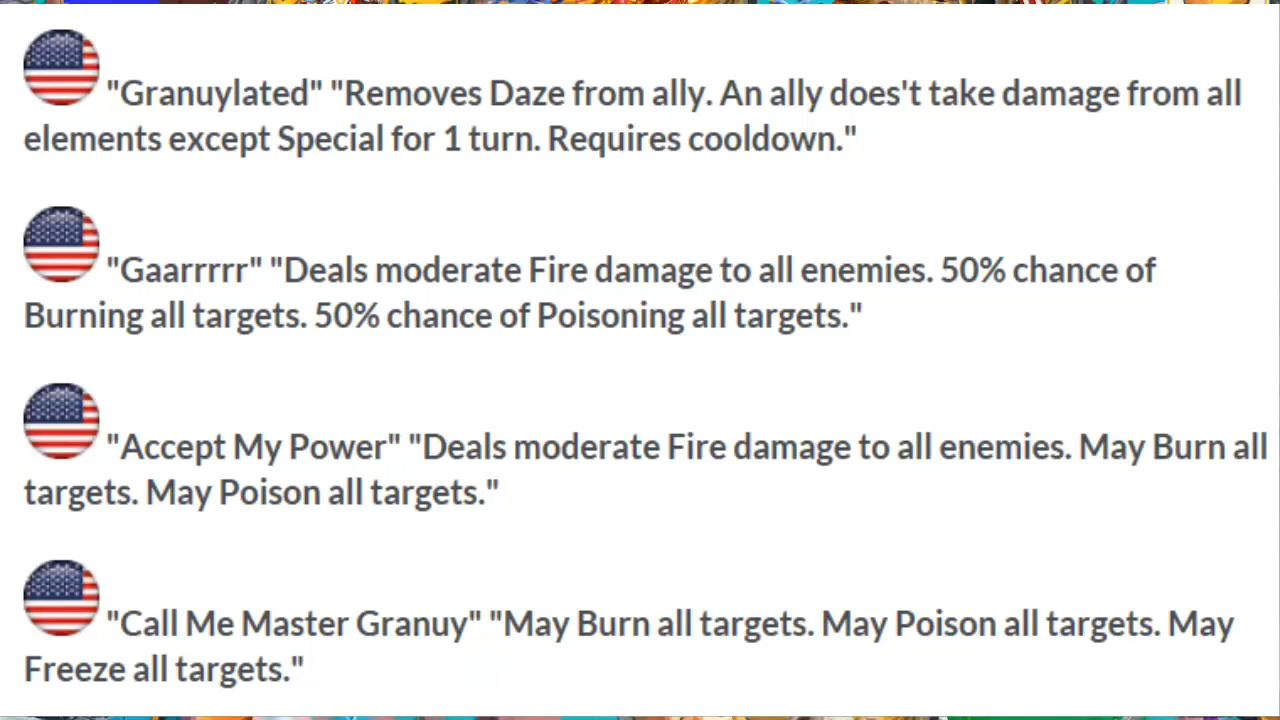 "Granuylated" "Removes Daze from ally. An ally does't take damage from all
elements except Special for 1 turn. Requires cooldown."
"Gaarrrrr" "Deals moderate Fire damage to all enemies. 50% chance of
Burning all targets. 50% chance of Poisoning all targets."
"Accept My Power" "Deals moderate Fire damage to all enemies. May Burn all
targets. May Poison all targets."
"Call Me Master Granuy" "May Burn all targets. May Poison all targets. May
Freeze all targets."